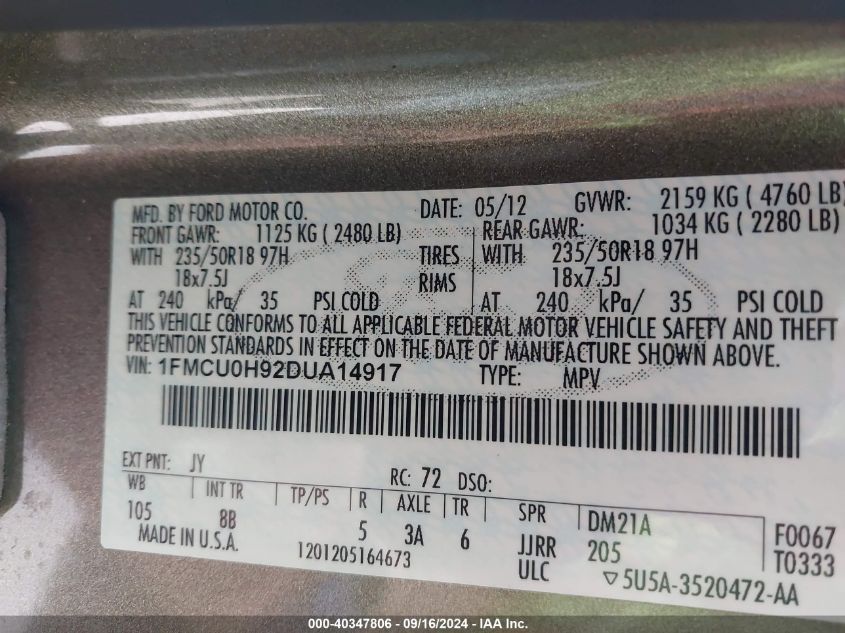 MFD. BY FORD MOTOR CO. DATE: 05/12 GVWR: 2159 KG ( 4760 LB)
FRONT GAWR: 1125 KG ( 2480 LB) REAR GAWR: 1034 KG ( 2280 LB)
WITH 235/50R18 97H TIRES WITH 235/50R18 97H
18x7.5J RIMS 18x7.5J
AT 240 kPa/ 35 PSI COLD AT 240 kPa/ 35 PSI COLD
THIS VEHICLE CONFORMS TO ALL APPLICABLE FEDERAL MOTOR VEHICLE SAFETY AND THEFT
PREVENTION STANDARDS IN EFFECT ON THE DATE OF MANUFACTURE SHOWN ABOVE.
VIN: 1FMCU0H92DUA14917 TYPE: MPV
EXT PNT: JY RC: 72 DSO:
WB INT TR TP/PS R AXLE TR SPR DM21A F0067
105 8B 5 3A 6 JJRR 205 T0333
MADE IN U.S.A. 1201205164673 ULC ▽5U5A-3520472-AA
000-40347806 - 09/16/2024 - IAA Inc.